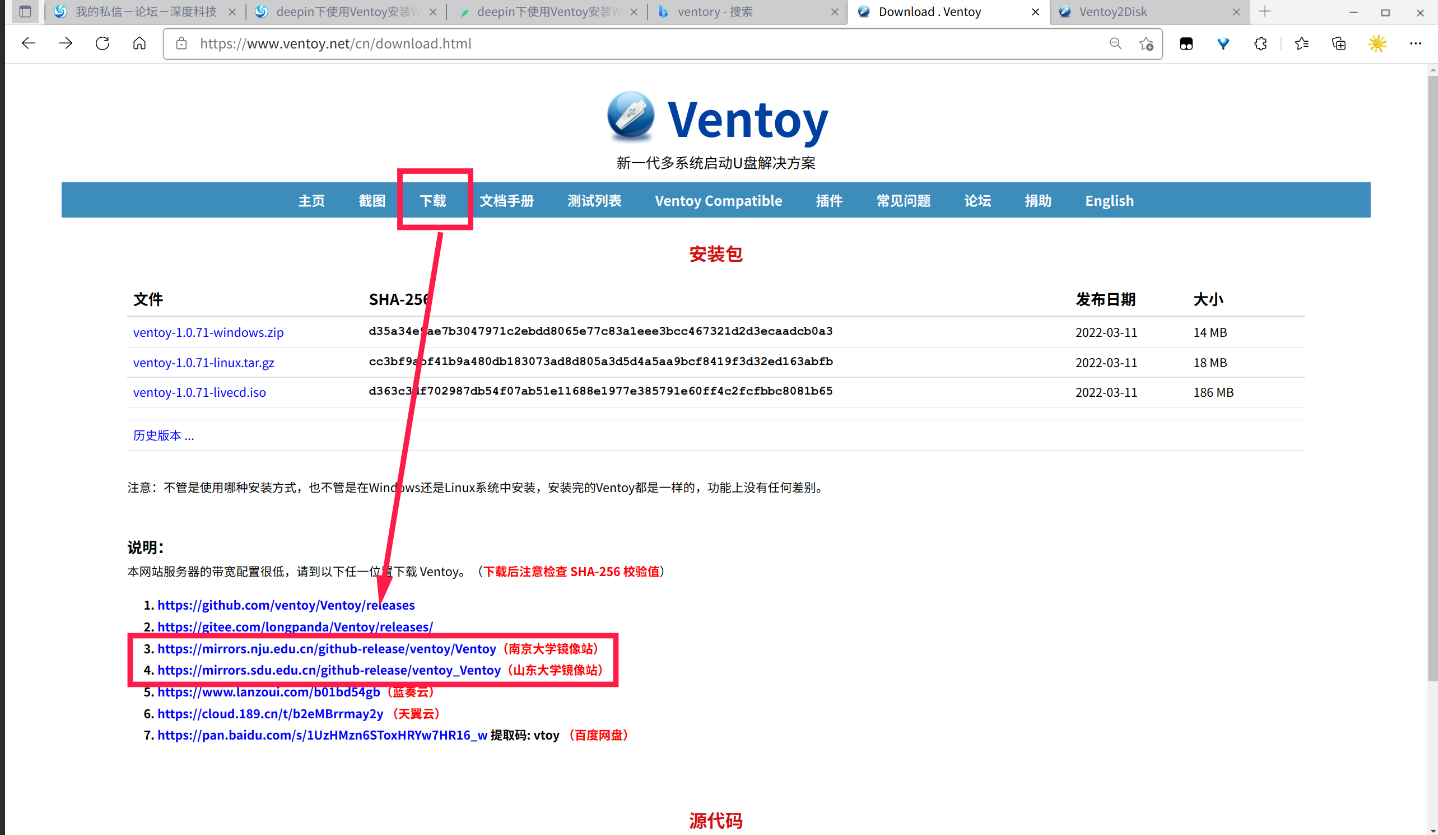 我的私信－论坛－深度科技
deepin下使用Ventoy安装W
deepin下使用Ventoy安装W
ventory - 搜索
Download . Ventoy
Ventoy2Disk
https://www.ventoy.net/cn/download.html
Ventoy
新一代多系统启动U盘解决方案
主页 截图 下载 文档手册 测试列表 Ventoy Compatible 插件 常见问题 论坛 捐助 English
安装包
文件 SHA-256 发布日期 大小
ventoy-1.0.71-windows.zip 2022-03-11 14 MB
ventoy-1.0.71-linux.tar.gz 2022-03-11 18 MB
ventoy-1.0.71-livecd.iso 2022-03-11 186 MB
历史版本 ...
注意：不管是使用哪种安装方式，也不管是在Windows还是Linux系统中安装，安装完的Ventoy都是一样的，功能上没有任何差别。
说明：
本网站服务器的带宽配置很低，请到以下任一位置下载 Ventoy。（下载后注意检查 SHA-256 校验值）
1. https://github.com/ventoy/Ventoy/releases
2. https://gitee.com/longpanda/Ventoy/releases/
3. https://mirrors.nju.edu.cn/github-release/ventoy/Ventoy（南京大学镜像站）
4. https://mirrors.sdu.edu.cn/github-release/ventoy_Ventoy（山东大学镜像站）
5. https://www.lanzoui.com/b01bd54gb（蓝奏云）
6. https://cloud.189.cn/t/b2eMBrrmay2y （天翼云）
7. https://pan.baidu.com/s/1UzHMzn6SToxHRYw7HR16_w 提取码: vtoy （百度网盘）
源代码